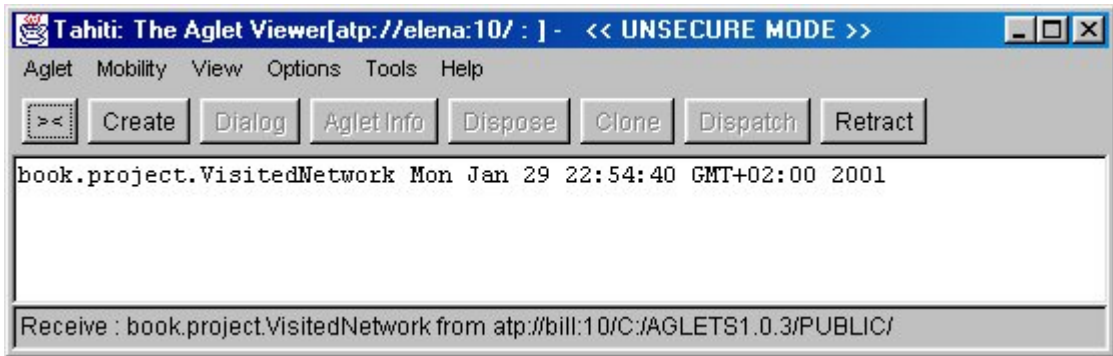 Tahiti: The Aglet Viewer[atp://elena:10/ : ] - << UNSECURE MODE >>
Aglet Mobility View Options Tools Help
>< Create Dialog Aglet Info Dispose Clone Dispatch Retract
book.project.VisitedNetwork Mon Jan 29 22:54:40 GMT+02:00 2001
Receive : book.project.VisitedNetwork from atp://bill:10/C:/AGLETS1.0.3/PUBLIC/